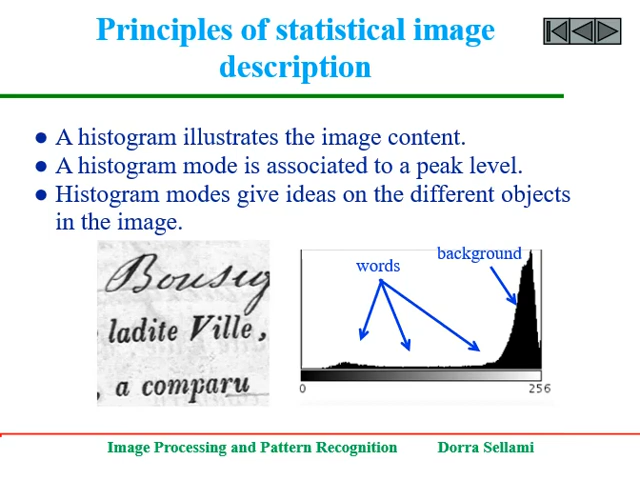 Principles of statistical image
description
● A histogram illustrates the image content.
● A histogram mode is associated to a peak level.
● Histogram modes give ideas on the different objects
in the image.
ladite Ville,
a comparu
words
background
0
256
Image Processing and Pattern Recognition Dorra Sellami